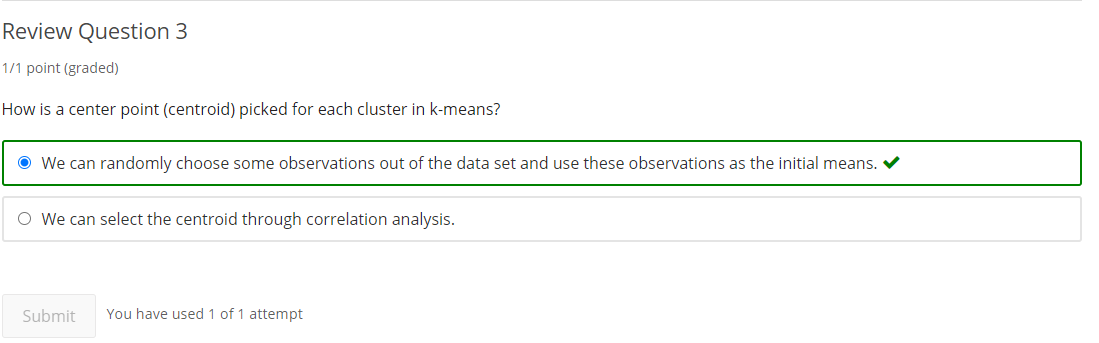 Review Question 3
1/1 point (graded)
How is a center point (centroid) picked for each cluster in k-means?
We can randomly choose some observations out of the data set and use these observations as the initial means.
We can select the centroid through correlation analysis.
Submit
You have used 1 of 1 attempt